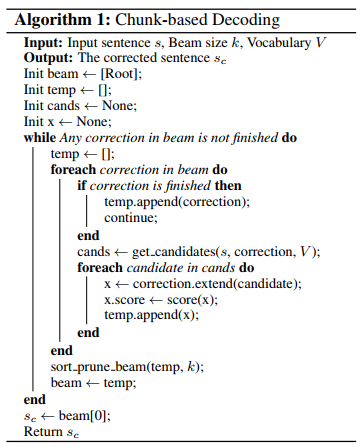 Algorithm 1: Chunk-based Decoding
Input: Input sentence s, Beam size k, Vocabulary V
Output: The corrected sentence s_c
Init beam ← [Root];
Init temp ← [];
Init cands ← None;
Init x ← None;
while Any correction in beam is not finished do
temp ← [];
foreach correction in beam do
if correction is finished then
temp.append(correction);
continue;
end
cands ← get_candidates(s, correction, V);
foreach candidate in cands do
x ← correction.extend(candidate);
x.score ← score(x);
temp.append(x);
end
end
sort_prune_beam(temp, k);
beam ← temp;
end
s_c ← beam[0];
Return s_c